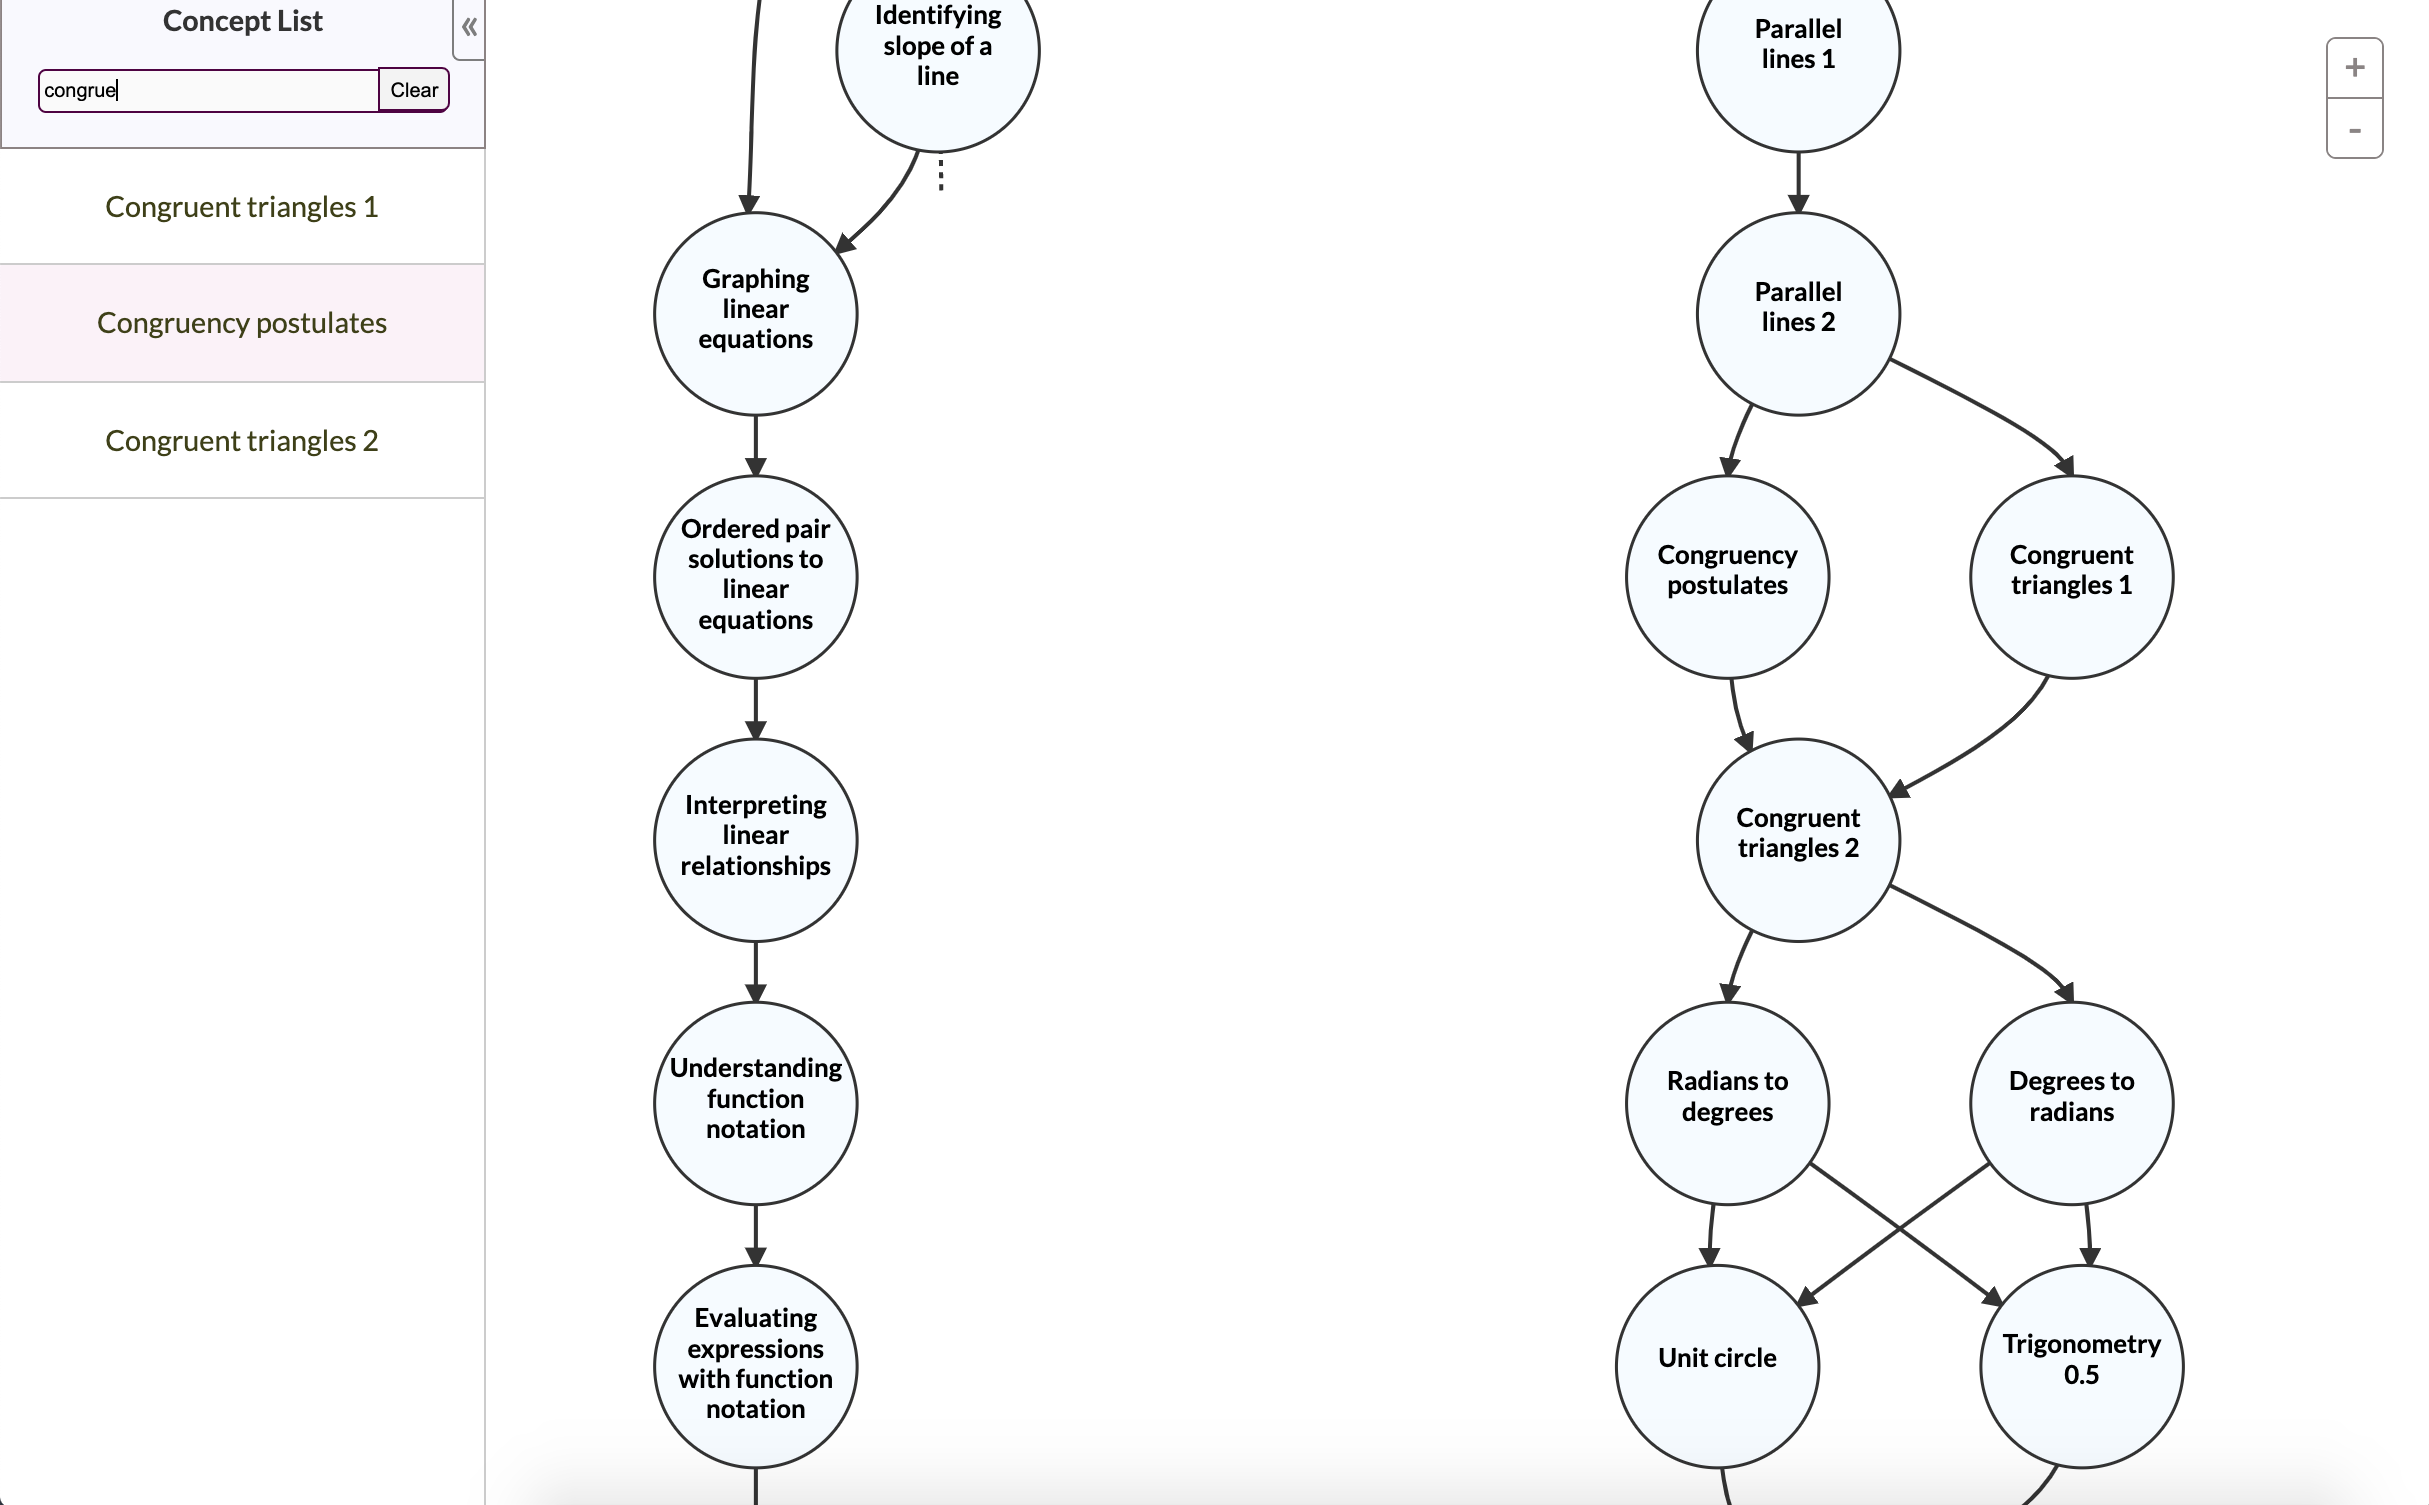 Concept List
«
congrue
Clear
Congruent triangles 1
Congruency postulates
Congruent triangles 2
Identifying
slope of a
line
Graphing
linear
equations
Ordered pair
solutions to
linear
equations
Interpreting
linear
relationships
Understanding
function
notation
Evaluating
expressions
with function
notation
Parallel
lines 1
Parallel
lines 2
Congruency
postulates
Congruent
triangles 1
Congruent
triangles 2
Radians to
degrees
Degrees to
radians
Unit circle
Trigonometry
0.5
+
-